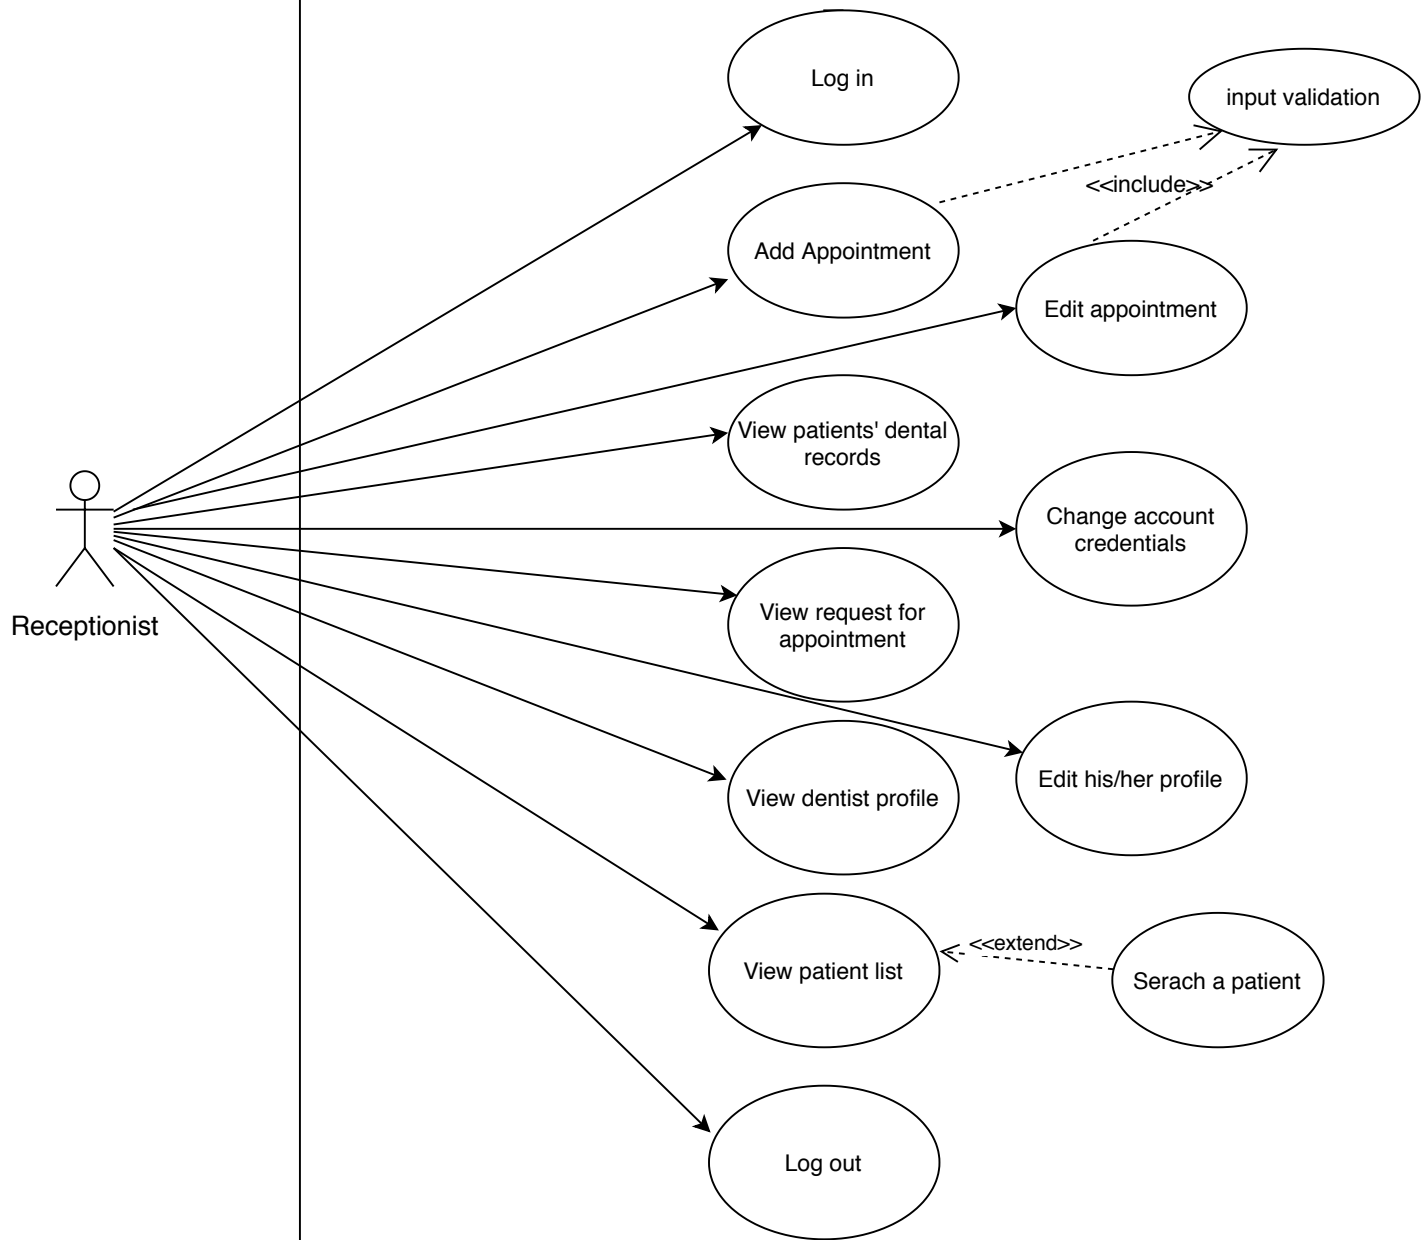 Log in
input validation
<<include>>
Add Appointment
Edit appointment
View patients' dental
records
Change account
credentials
Receptionist
View request for
appointment
View dentist profile
Edit his/her profile
<<extend>>
View patient list
Serach a patient
Log out